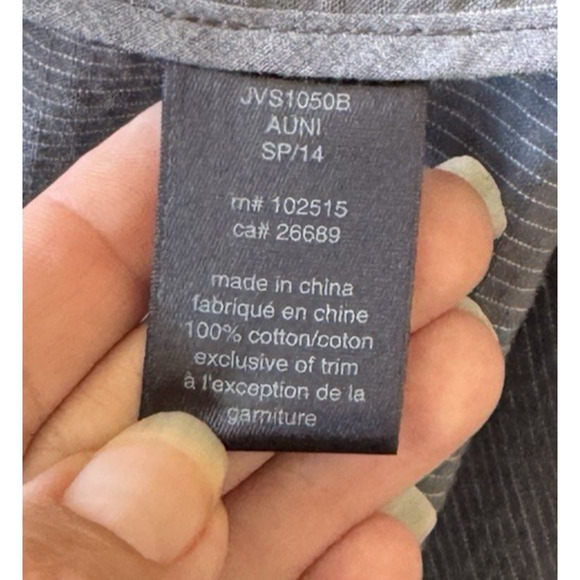 JVS1050B
AUNI
SP/14
rn# 102515
ca# 26689
made in china
fabriqué en chine
100% cotton/coton
exclusive of trim
à l'exception de la
garniture